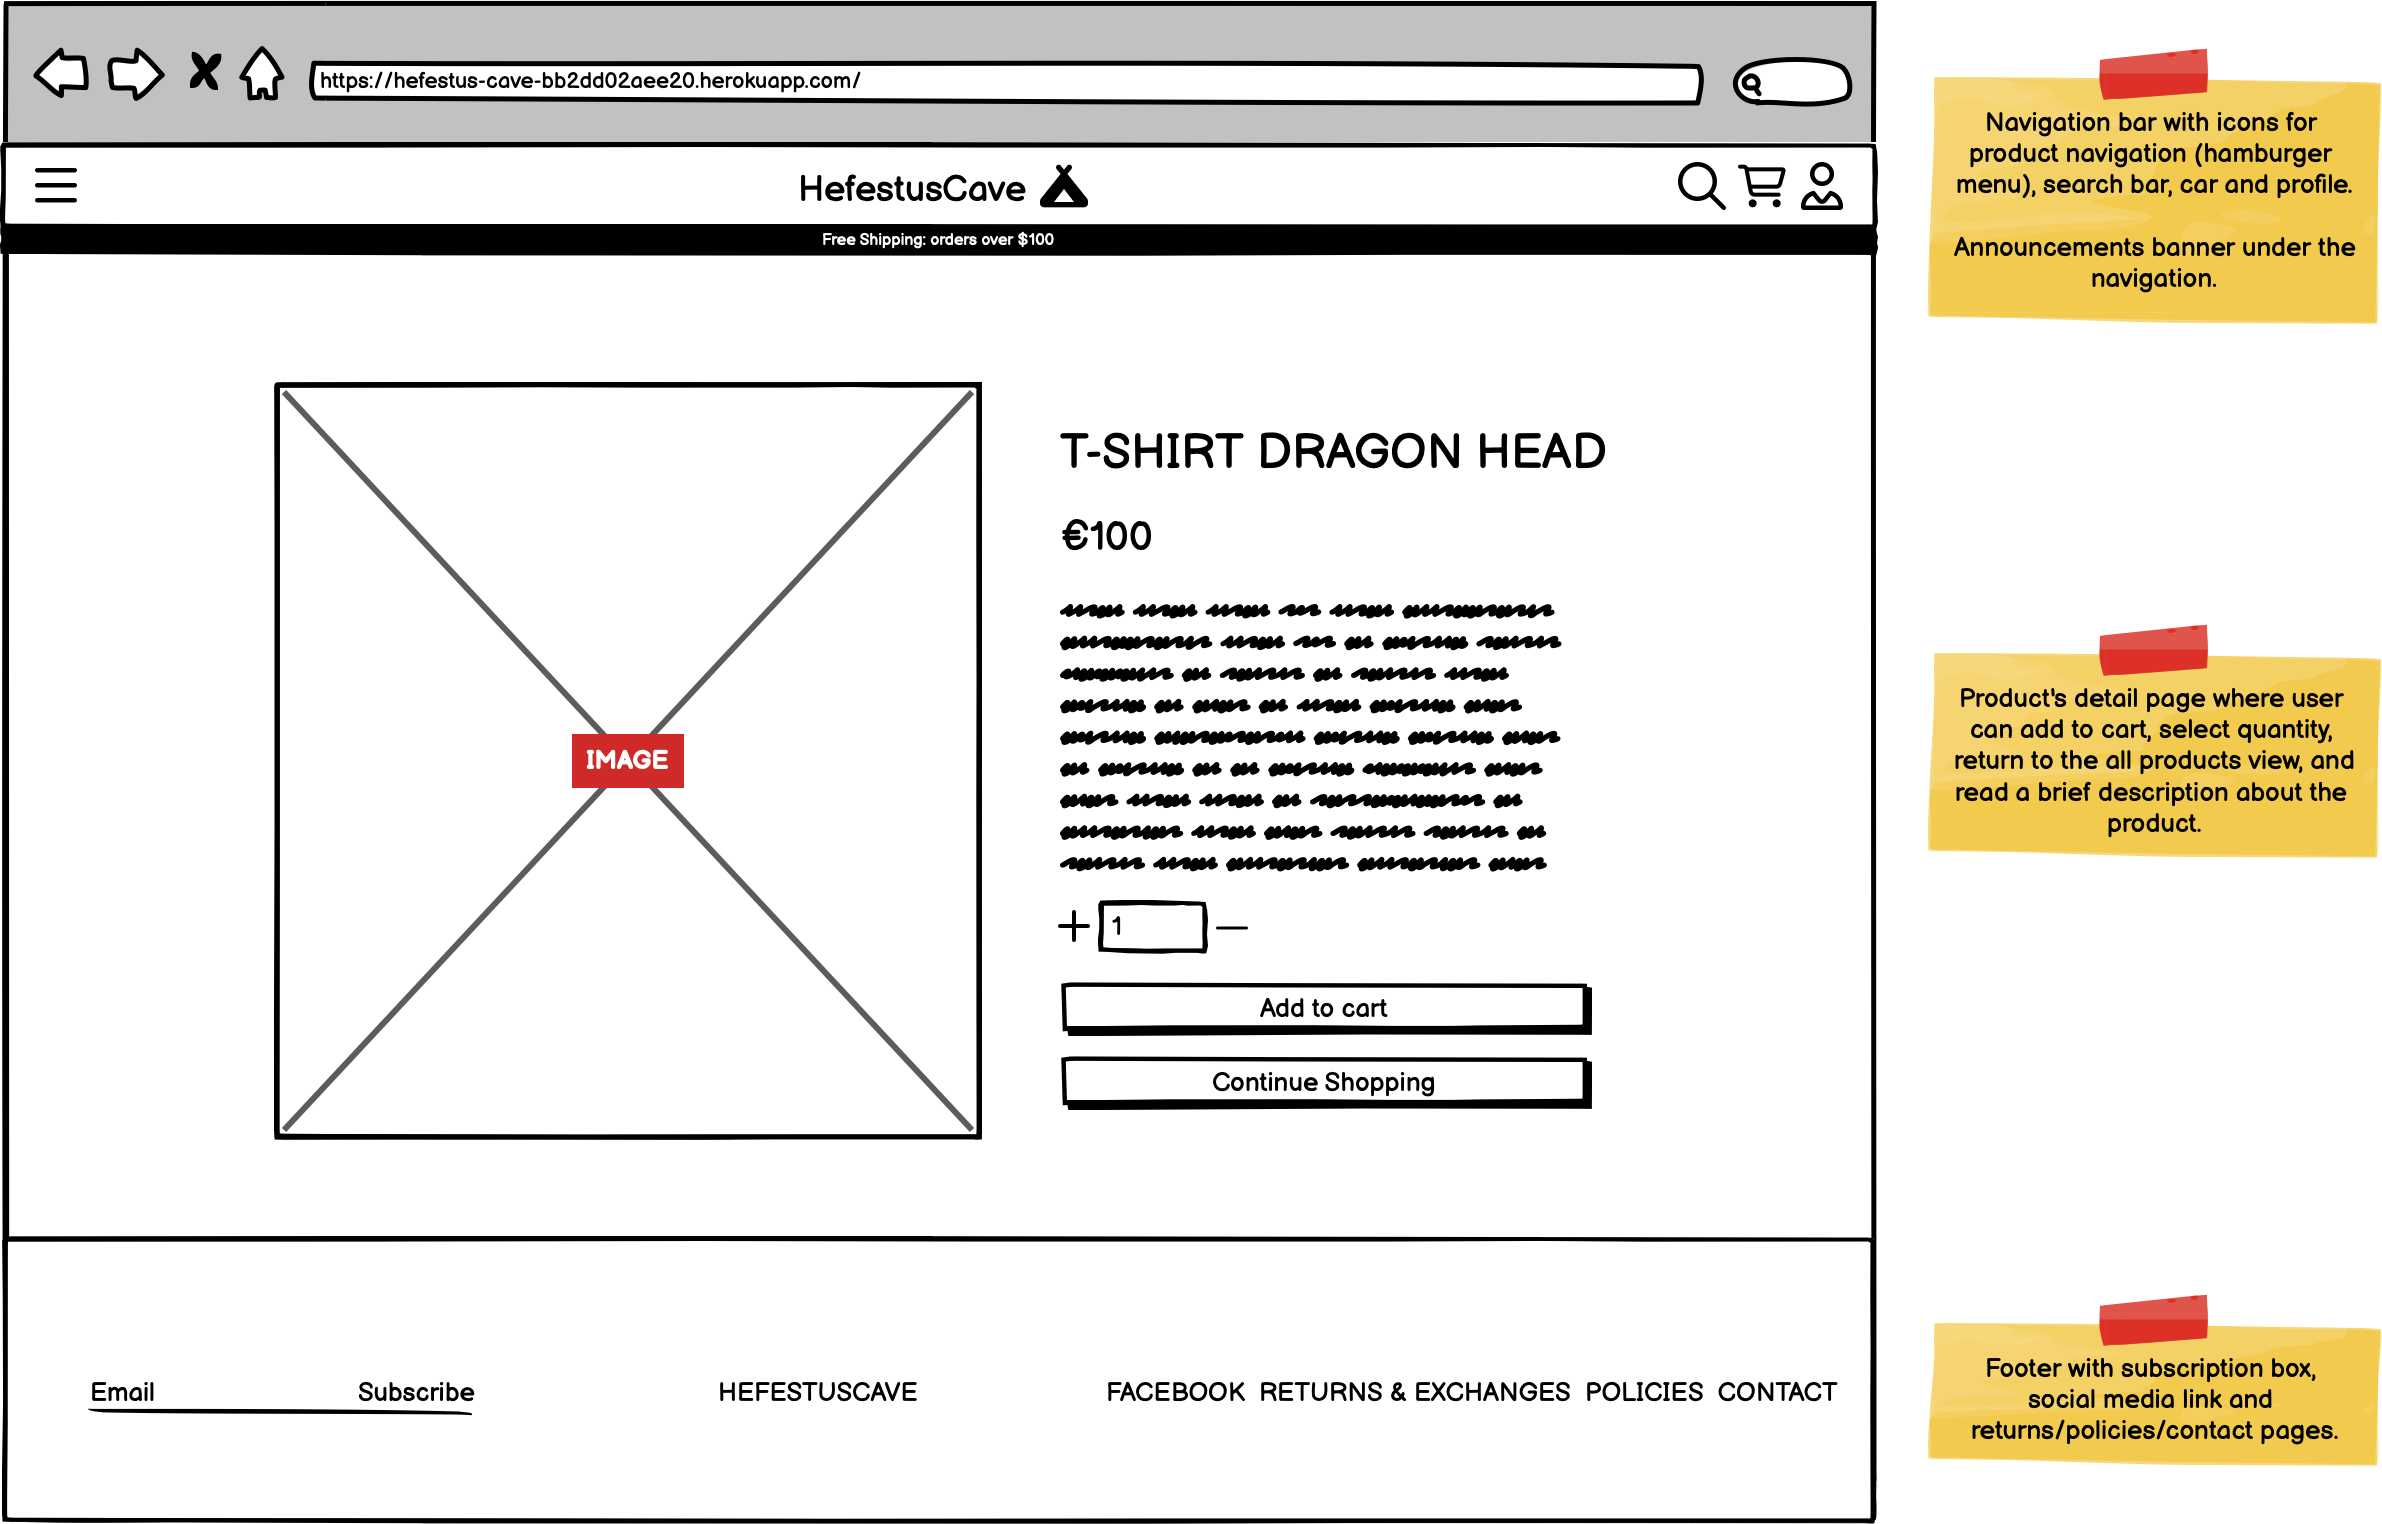 https://hefestus-cave-bb2dd02aee20.herokuapp.com/
HefestusCave
Free Shipping: orders over $100
IMAGE
T-SHIRT DRAGON HEAD
€100
+ 1 —
Add to cart
Continue Shopping
Email Subscribe
HEFESTUSCAVE
FACEBOOK RETURNS & EXCHANGES POLICIES CONTACT
Navigation bar with icons for
product navigation (hamburger
menu), search bar, car and profile.
Announcements banner under the
navigation.
Product's detail page where user
can add to cart, select quantity,
return to the all products view, and
read a brief description about the
product.
Footer with subscription box,
social media link and
returns/policies/contact pages.